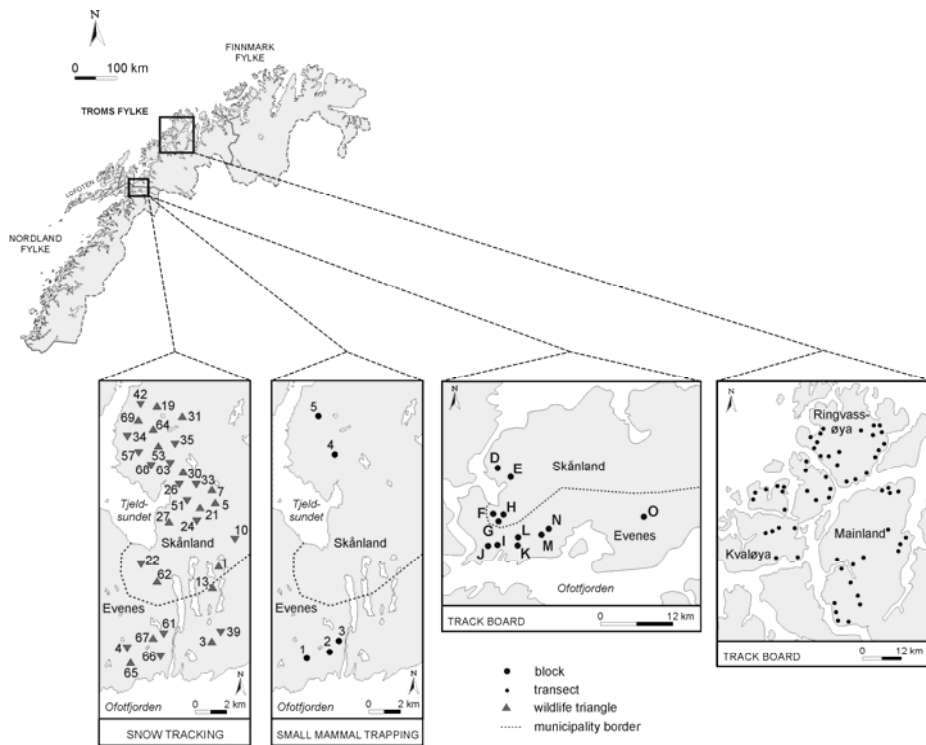 N
0 100 km
FINNMARK
FYLKE
TROMS FYLKE
LOFOTEN
NORDLAND
FYLKE
42
19
31
69
64
34
35
57
53
68
63
30
33
26
7
51
5
21
27
24
Tjeld-
sundet
10
Skånland
22
1
62
13
Evenes
61
67
39
4
3
66
65
N
Ofotfjorden
0 2 km
SNOW TRACKING
5
4
Tjeld-
sundet
Skånland
Evenes
3
2
1
N
Ofotfjorden
0 2 km
SMALL MAMMAL TRAPPING
N
D
E
Skånland
F
H
O
G
N
L
Evenes
M
J
I
K
Ofotfjorden
TRACK BOARD
0 12 km
N
Ringvass-
øya
Mainland
Kvaløya
TRACK BOARD
0 12 km
block
transect
wildlife triangle
municipality border